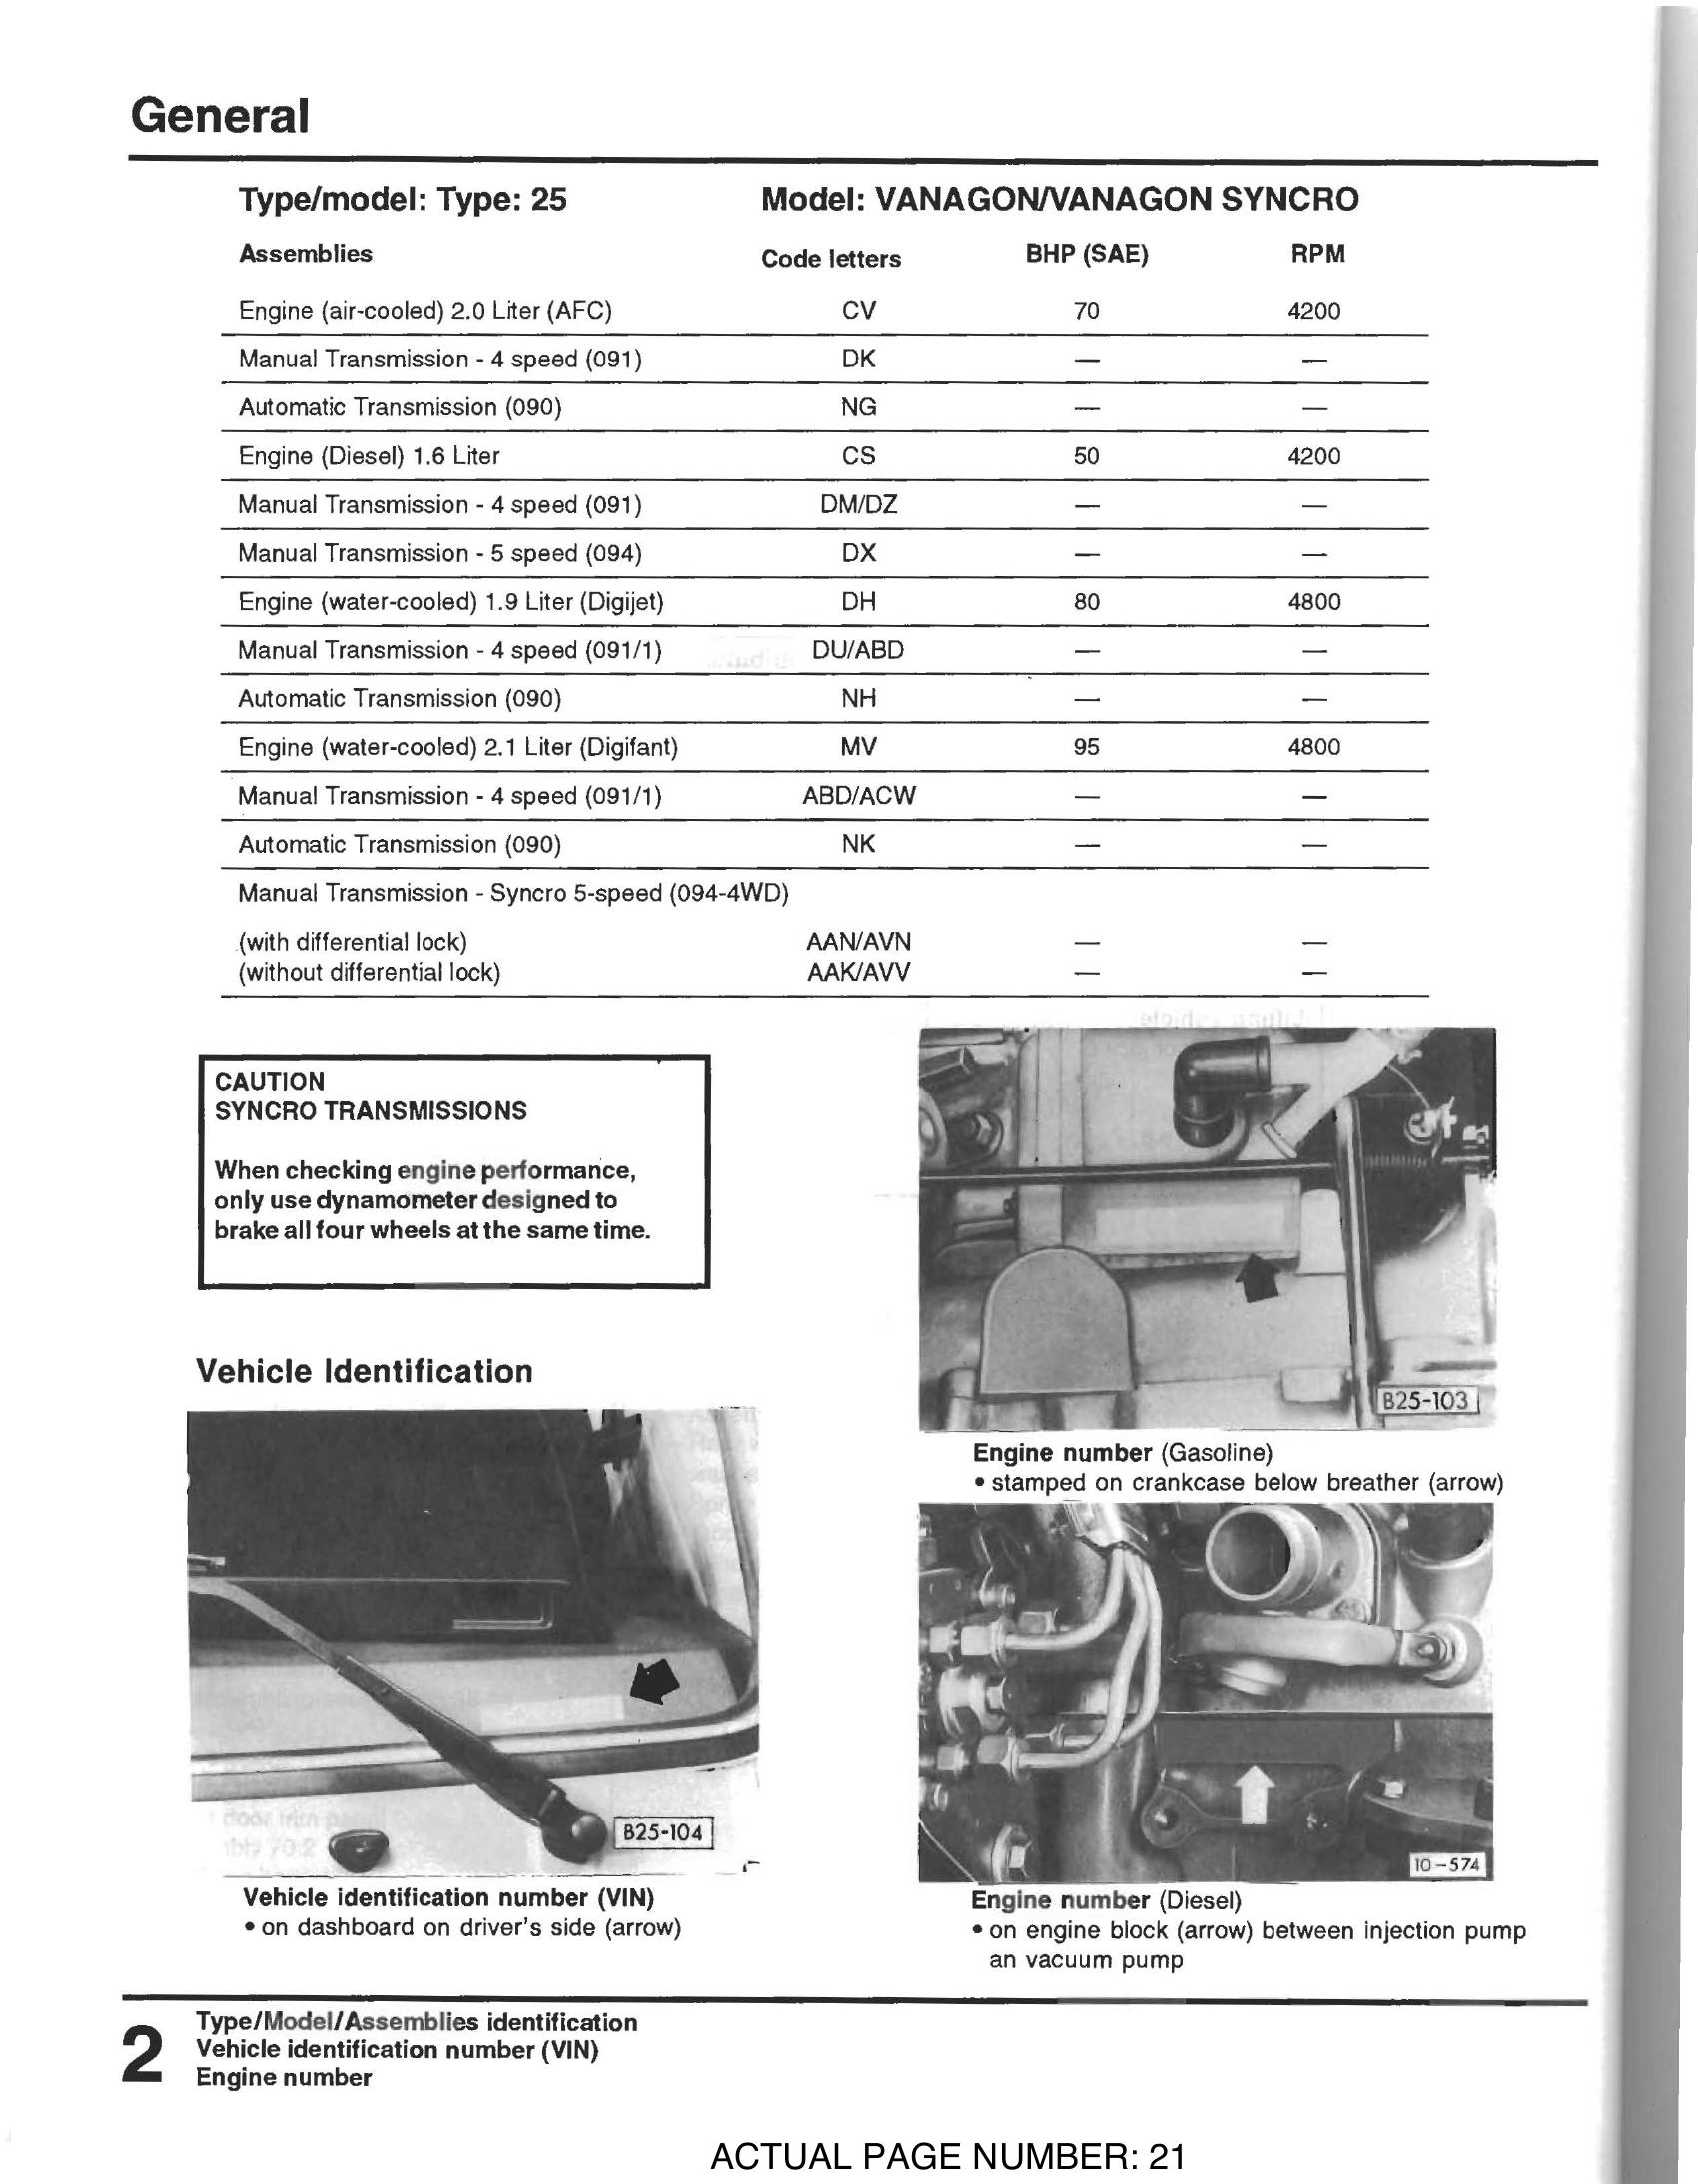 General
Type/model: Type: 25 Model: VANAGON/VANAGON SYNCRO
Assemblies Code letters BHP (SAE) RPM
Engine (air-cooled) 2.0 Liter (AFC) CV 70 4200
Manual Transmission - 4 speed (091) DK — —
Automatic Transmission (090) NG — —
Engine (Diesel) 1.6 Liter CS 50 4200
Manual Transmission - 4 speed (091) DM/DZ — —
Manual Transmission - 5 speed (094) DX — —
Engine (water-cooled) 1.9 Liter (Digijet) DH 80 4800
Manual Transmission - 4 speed (091/1) DU/ABD — —
Automatic Transmission (090) NH — —
Engine (water-cooled) 2.1 Liter (Digifant) MV 95 4800
Manual Transmission - 4 speed (091/1) ABD/ACW — —
Automatic Transmission (090) NK — —
Manual Transmission - Syncro 5-speed (094-4WD)
(with differential lock) AAN/AVN — —
(without differential lock) AAK/AVV — —
CAUTION
SYNCRO TRANSMISSIONS
When checking engine performance,
only use dynamometer designed to
brake all four wheels at the same time.
Vehicle Identification
B25-104
Vehicle identification number (VIN)
• on dashboard on driver's side (arrow)
B25-103
Engine number (Gasoline)
• stamped on crankcase below breather (arrow)
10-574
Engine number (Diesel)
• on engine block (arrow) between injection pump
an vacuum pump
2
Type/Model/Assemblies identification
Vehicle identification number (VIN)
Engine number
ACTUAL PAGE NUMBER: 21